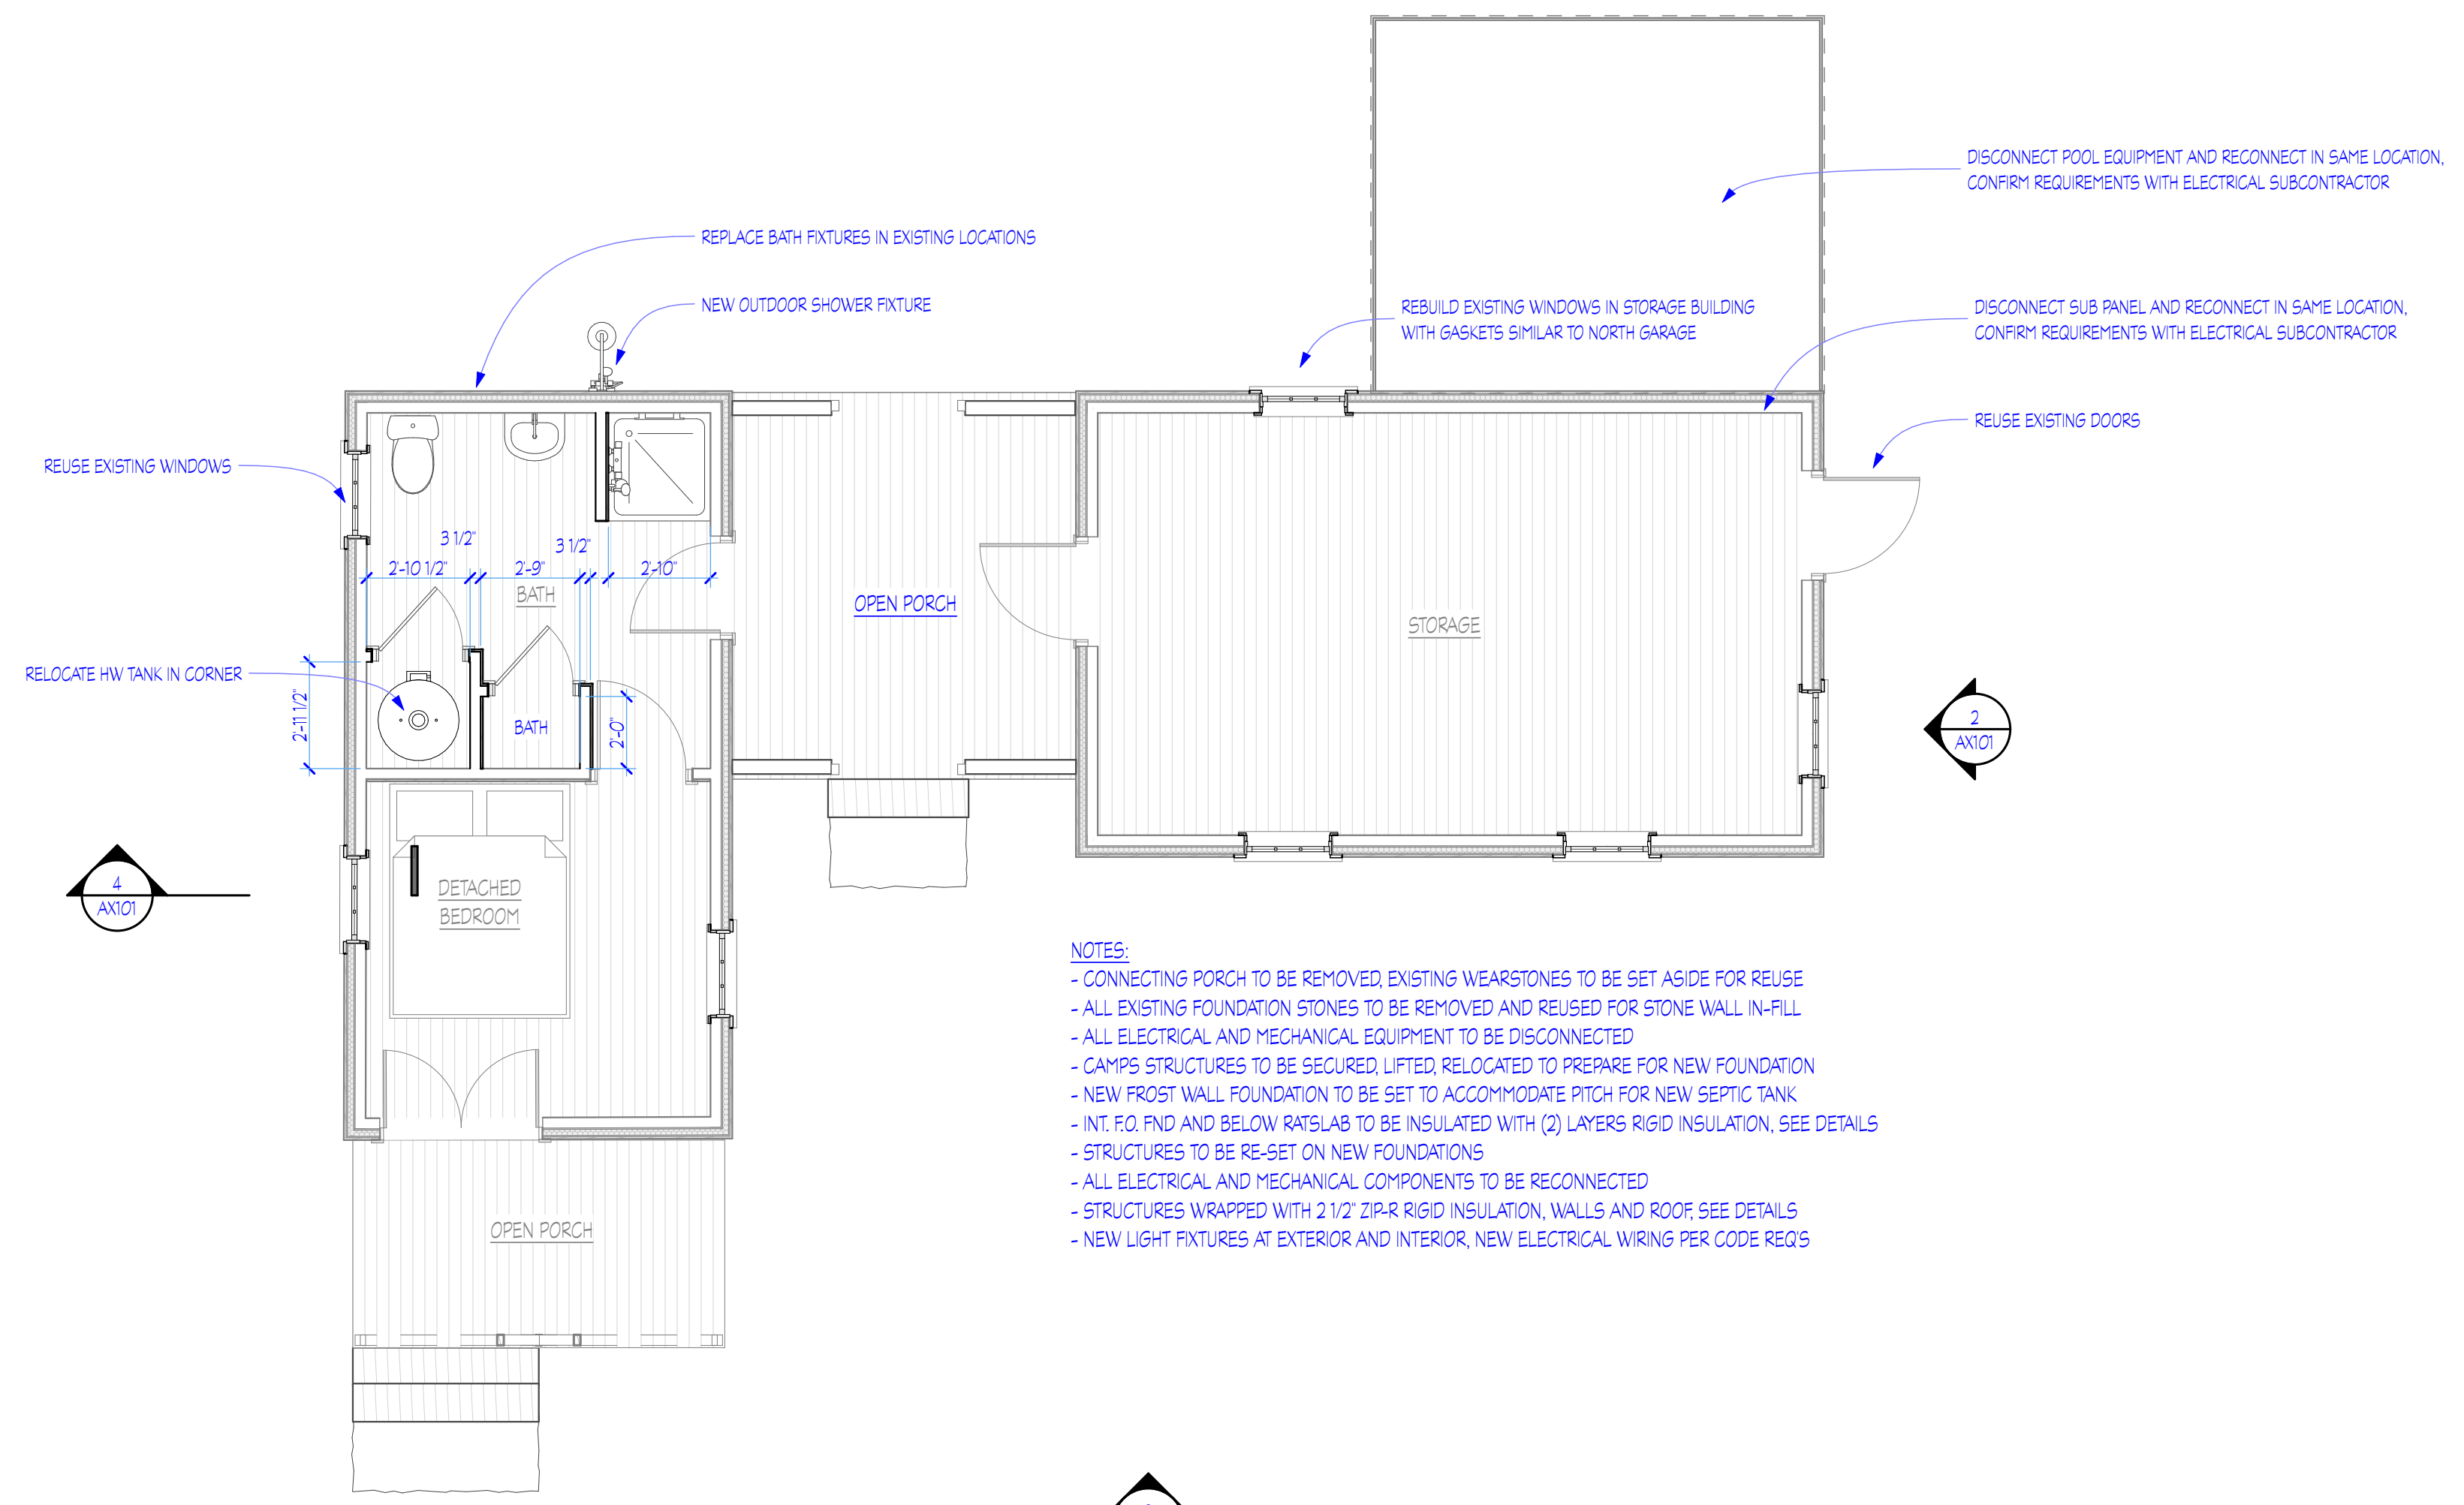 DISCONNECT POOL EQUIPMENT AND RECONNECT IN SAME LOCATION,
CONFIRM REQUIREMENTS WITH ELECTRICAL SUBCONTRACTOR
REPLACE BATH FIXTURES IN EXISTING LOCATIONS
NEW OUTDOOR SHOWER FIXTURE
REBUILD EXISTING WINDOWS IN STORAGE BUILDING
WITH GASKETS SIMILAR TO NORTH GARAGE
DISCONNECT SUB PANEL AND RECONNECT IN SAME LOCATION,
CONFIRM REQUIREMENTS WITH ELECTRICAL SUBCONTRACTOR
REUSE EXISTING DOORS
REUSE EXISTING WINDOWS
3 1/2"
3 1/2"
2'-10 1/2"
2'-9"
2'-10"
BATH
OPEN PORCH
STORAGE
RELOCATE HW TANK IN CORNER
2'-11 1/2"
BATH
2'-0"
2
AX101
4
AX101
DETACHED
BEDROOM
NOTES:
- CONNECTING PORCH TO BE REMOVED, EXISTING WEARSTONES TO BE SET ASIDE FOR REUSE
- ALL EXISTING FOUNDATION STONES TO BE REMOVED AND REUSED FOR STONE WALL IN-FILL
- ALL ELECTRICAL AND MECHANICAL EQUIPMENT TO BE DISCONNECTED
- CAMPS STRUCTURES TO BE SECURED, LIFTED, RELOCATED TO PREPARE FOR NEW FOUNDATION
- NEW FROST WALL FOUNDATION TO BE SET TO ACCOMMODATE PITCH FOR NEW SEPTIC TANK
- INT. F.O. FND AND BELOW RATSLAB TO BE INSULATED WITH (2) LAYERS RIGID INSULATION, SEE DETAILS
- STRUCTURES TO BE RE-SET ON NEW FOUNDATIONS
- ALL ELECTRICAL AND MECHANICAL COMPONENTS TO BE RECONNECTED
- STRUCTURES WRAPPED WITH 2 1/2" ZIP-R RIGID INSULATION, WALLS AND ROOF, SEE DETAILS
- NEW LIGHT FIXTURES AT EXTERIOR AND INTERIOR, NEW ELECTRICAL WIRING PER CODE REQ'S
OPEN PORCH